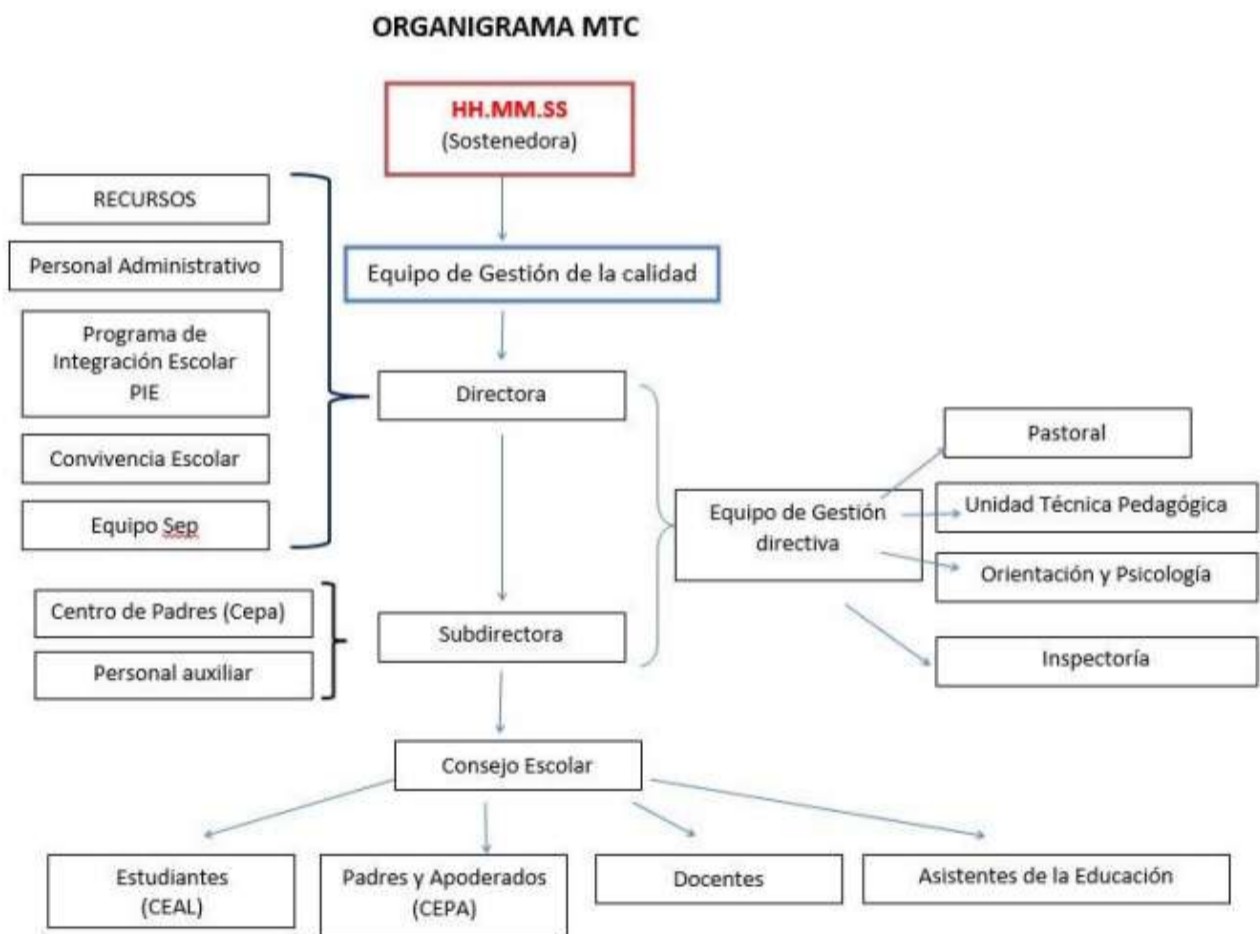 ORGANIGRAMA MTC
HH.MM.SS
(Sostenedora)
RECURSOS
Personal Administrativo
Equipo de Gestión de la calidad
Programa de
Integración Escolar
PIE
Directora
Convivencia Escolar
Equipo Sep
Pastoral
Equipo de Gestión
directiva
Unidad Técnica Pedagógica
Orientación y Psicología
Inspectoría
Centro de Padres (Cepa)
Personal auxiliar
Subdirectora
Consejo Escolar
Estudiantes
(CEAL)
Padres y Apoderados
(CEPA)
Docentes
Asistentes de la Educación